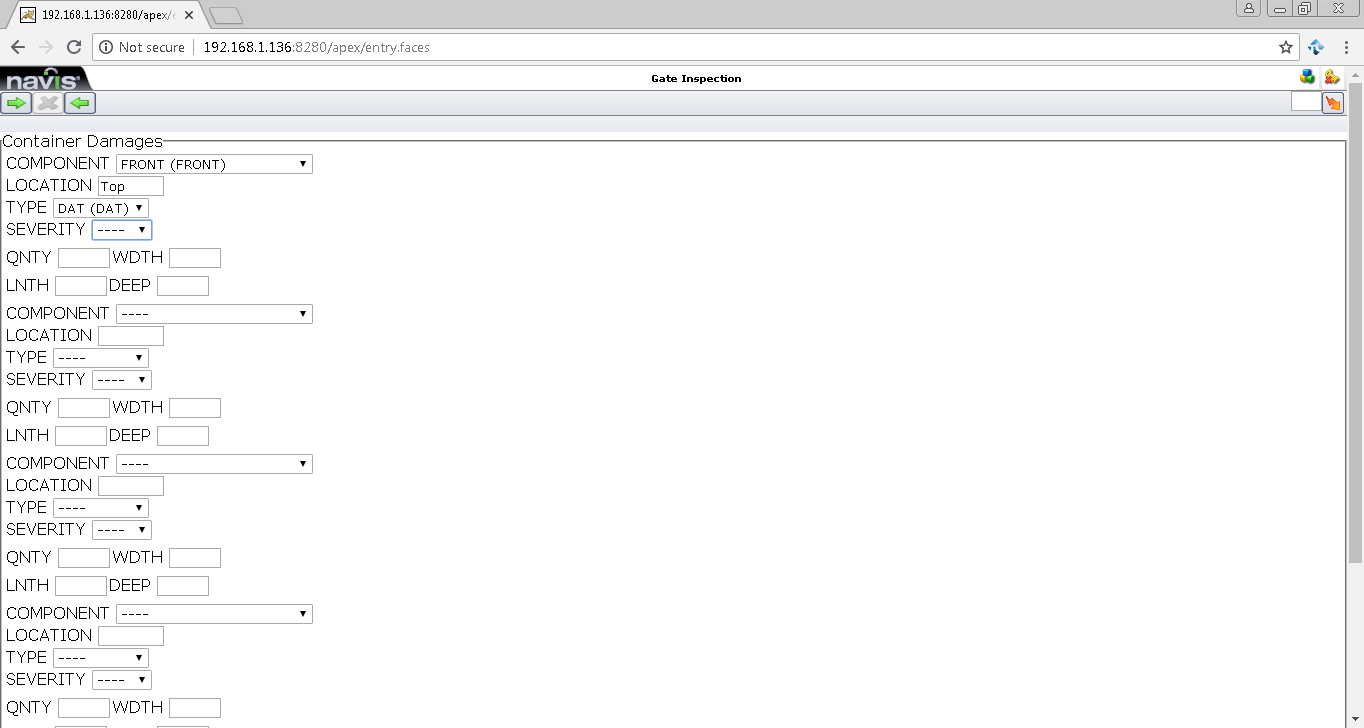 192.168.1.136:8280/apex/e
Not secure 192.168.1.136:8280/apex/entry.faces
navis
Gate Inspection
Container Damages
COMPONENT FRONT (FRONT)
LOCATION Top
TYPE DAT (DAT)
SEVERITY ----
QNTY WDTH
LNTH DEEP
COMPONENT ----
LOCATION
TYPE ----
SEVERITY ----
QNTY WDTH
LNTH DEEP
COMPONENT ----
LOCATION
TYPE ----
SEVERITY ----
QNTY WDTH
LNTH DEEP
COMPONENT ----
LOCATION
TYPE ----
SEVERITY ----
QNTY WDTH